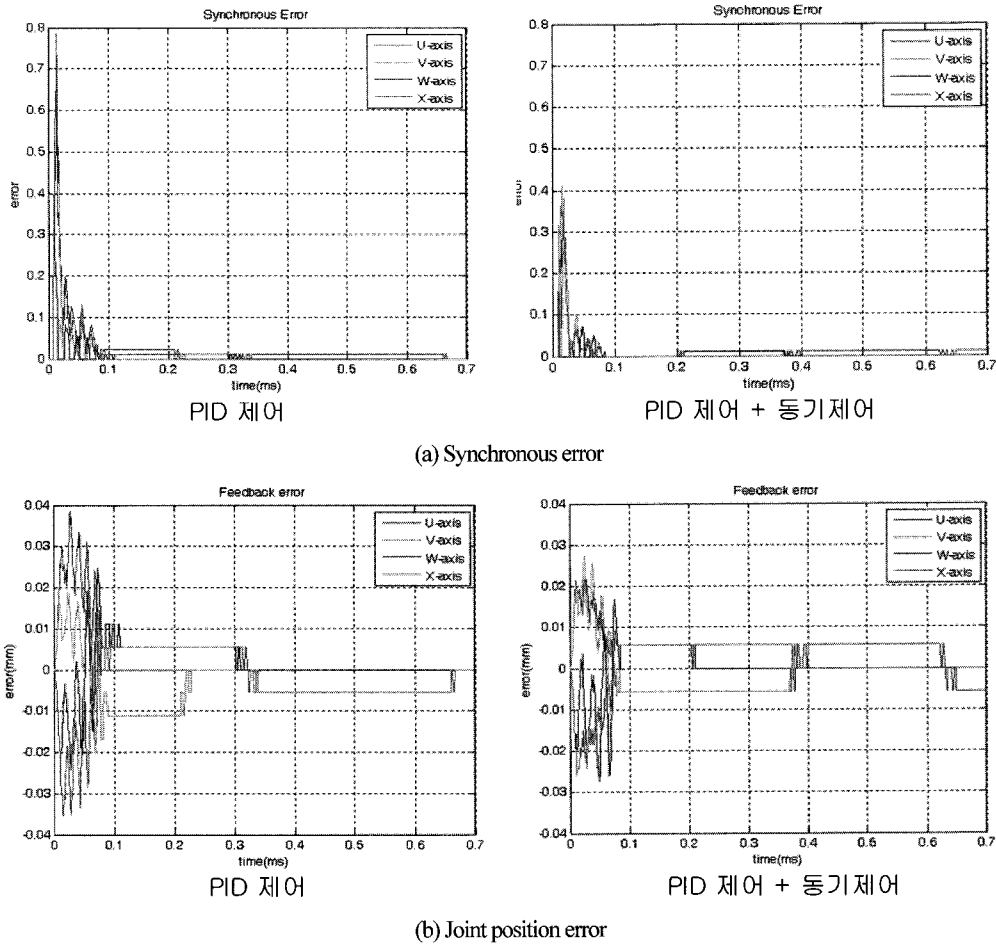 Synchronous Error
0.8
0.7
0.6
0.5
0.4
0.3
0.2
0.1
0
error
U-axis
V-axis
W-axis
X-axis
0 0.1 0.2 0.3 0.4 0.5 0.6 0.7
time(ms)
PID 제어
Synchronous Error
0.8
0.7
0.6
0.5
0.4
0.3
0.2
0.1
0
error
U-axis
V-axis
W-axis
X-axis
0 0.1 0.2 0.3 0.4 0.5 0.6 0.7
time(ms)
PID 제어 + 동기제어
(a) Synchronous error
Feedback error
0.04
0.03
0.02
0.01
0
-0.01
-0.02
-0.03
-0.04
error(mm)
U-axis
V-axis
W-axis
X-axis
0 0.1 0.2 0.3 0.4 0.5 0.6 0.7
time(ms)
PID 제어
Feedback error
0.04
0.03
0.02
0.01
0
-0.01
-0.02
-0.03
-0.04
error(mm)
U-axis
V-axis
W-axis
X-axis
0 0.1 0.2 0.3 0.4 0.5 0.6 0.7
time(ms)
PID 제어 + 동기제어
(b) Joint position error